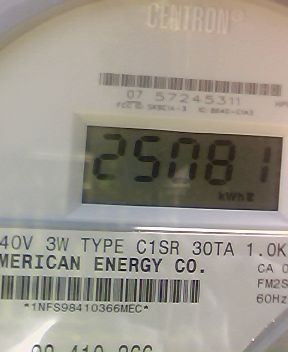 CENTRON®
07 57245311
25081
kWh
40V 3W TYPE C1SR 30TA 1.0K
MERICAN ENERGY CO.
CA 0
FM2S
60Hz
*1NFS98410366MEC*